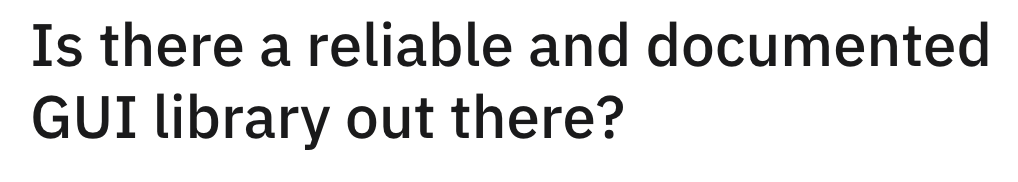 Is there a reliable and documented
GUI library out there?